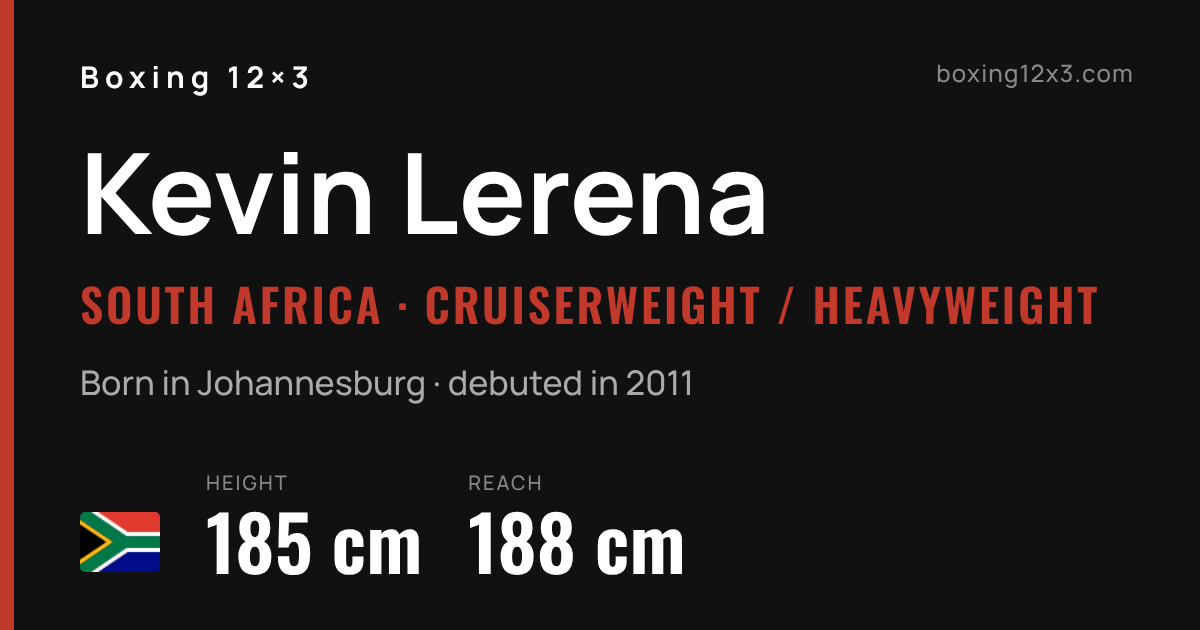 Boxing 12×3
boxing12x3.com
Kevin Lerena
SOUTH AFRICA · CRUISERWEIGHT / HEAVYWEIGHT
Born in Johannesburg · debuted in 2011
HEIGHT
185 cm
REACH
188 cm